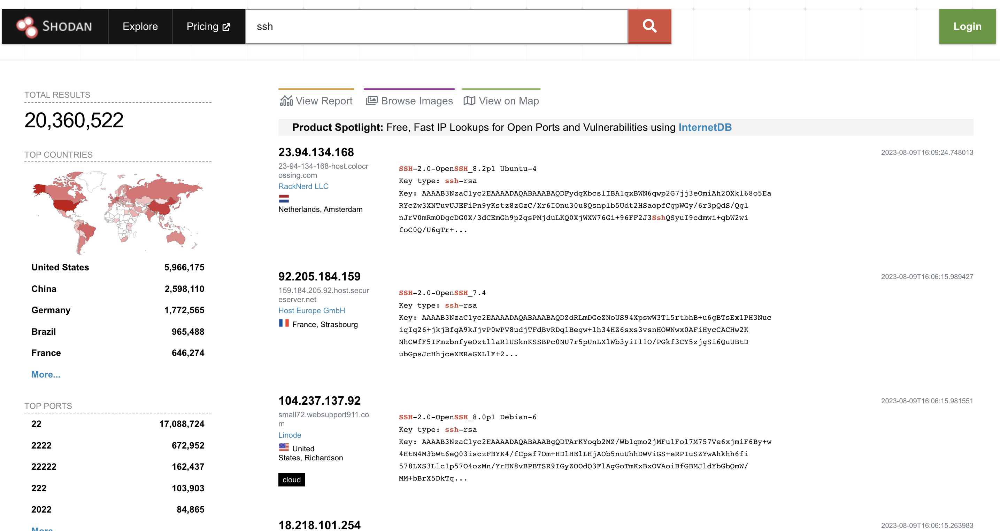 SHODAN
Explore
Pricing
ssh
Login
TOTAL RESULTS
20,360,522
TOP COUNTRIES
United States 5,966,175
China 2,598,110
Germany 1,772,565
Brazil 965,488
France 646,274
More...
TOP PORTS
22 17,088,724
2222 672,952
22222 162,437
222 103,903
2022 84,865
More...
View Report
Browse Images
View on Map
Product Spotlight: Free, Fast IP Lookups for Open Ports and Vulnerabilities using InternetDB
23.94.134.168
2023-08-09T16:09:24.748013
23-94-134-168-host.colocr
ossing.com
RackNerd LLC
Netherlands, Amsterdam
SSH-2.0-OpenSSH_8.2p1 Ubuntu-4
Key type: ssh-rsa
Key: AAAAB3NzaC1yc2EAAAADAQABAAABAQDFydqKbcslIBA1qxBWN6qwp2G7jj3eOmiAh2OXkl68o5Ea
RYcZw3XNTuvUJEFiPn9yKstz8zGzC/Xr6IOnu30u8Qsnplb5Udt2HSaopfCgpWGy/6r3pQdS/Qgl
nJrV0mRmODgcDG0X/3dCEmGh9p2qsPMjduLKQ0XjWXW76Gi+96FF2J3SshQSyuI9cdmwi+qbW2wi
foC0Q/U6qTr+...
92.205.184.159
2023-08-09T16:06:15.989427
159.184.205.92.host.secur
eserver.net
Host Europe GmbH
France, Strasbourg
SSH-2.0-OpenSSH_7.4
Key type: ssh-rsa
Key: AAAAB3NzaC1yc2EAAAADAQABAAABAQDZdRLmDGeZNoUS94XpswW3Tl5rtbhB+u6gBTsEx1PH3Nuc
iqIq26+jkjBfqA9kJjvP0wPV8udjTFdBvRDq1Begw+lh34HZ6sxs3vsnHOWNwx0AFiHycCACHw2K
NhCWfF5IFmzbnfyeOztllaR1USknKSSBPc0NU7r5pUnLXlWb3yiI11O/PGkf3CY5zjgSi6QuUBtD
ubGpsJcHhjceXERaGXLlF+2...
104.237.137.92
2023-08-09T16:06:15.981551
small72.websupport911.co
m
Linode
United
States, Richardson
cloud
SSH-2.0-OpenSSH_8.0p1 Debian-6
Key type: ssh-rsa
Key: AAAAB3NzaC1yc2EAAAADAQABAAABgQDTArKYoqb2MZ/Wb1qmo2jMFu1Fo17M757Ve6xjmiF6By+w
4HtN4M3bWt6eQ03isczFBYK4/fCpsf7Om+HDlHElLHjAOb5nuUhhDWViGS+eRPIuSZYwAhkhh6fi
578LXS3Llc1p57O4ozMn/YrHN8vBPBTSR9IGyZOOdQ3FlAgGoTmKxBxOVAoiBfGBMJldYbGbQmW/
MM+bBrX5DkTq...
18.218.101.254
2023-08-09T16:06:15.263983